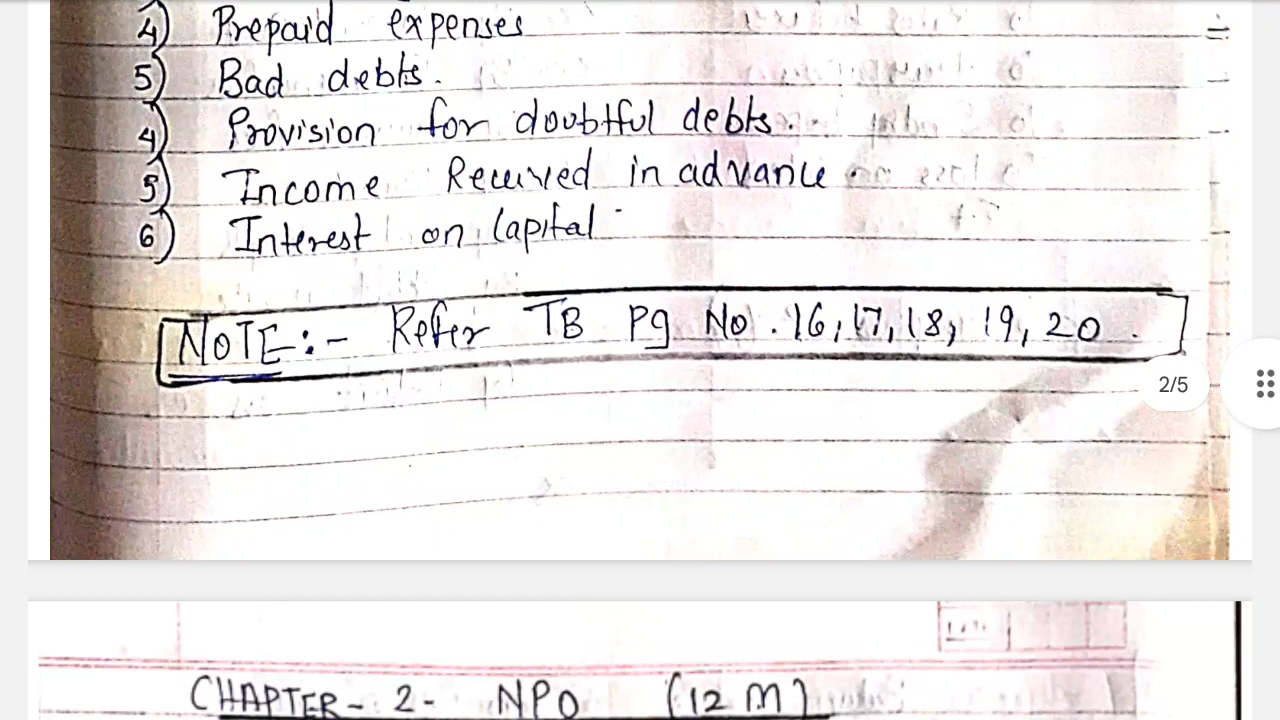 4) Prepaid expenses
5) Bad debts.
4) Provision for doubtful debts.
5) Income Received in advance
6) Interest on Capital
NOTE:- Refer TB Pg No. 16, 17, 18, 19, 20.
2/5
CHAPTER- 2- NPO (12 M)